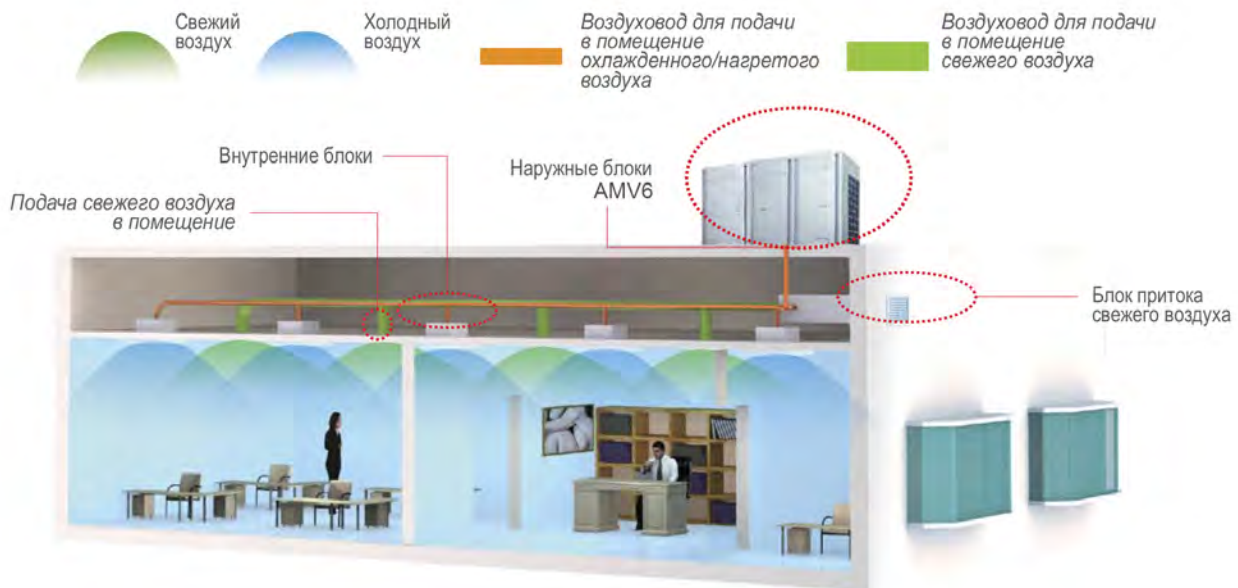 Свежий
воздух
Холодный
воздух
Воздуховод для подачи
в помещение
охлажденного/нагретого
воздуха
Воздуховод для подачи
в помещение
свежего воздуха
Внутренние блоки
Наружные блоки
AMV6
Подача свежего воздуха
в помещение
Блок притока
свежего воздуха